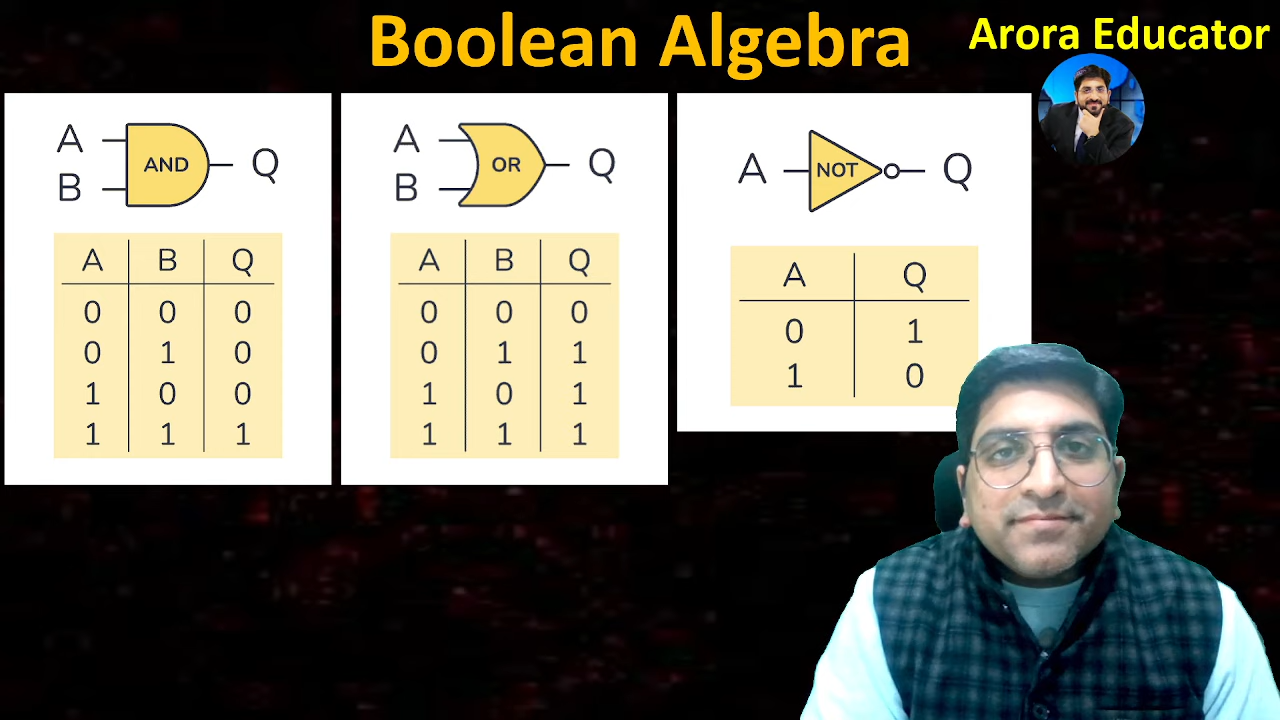 Boolean Algebra
Arora Educator
A
B
AND
Q
A B Q
0 0 0
0 1 0
1 0 0
1 1 1
A
B
OR
Q
A B Q
0 0 0
0 1 1
1 0 1
1 1 1
A NOT Q
A Q
0 1
1 0